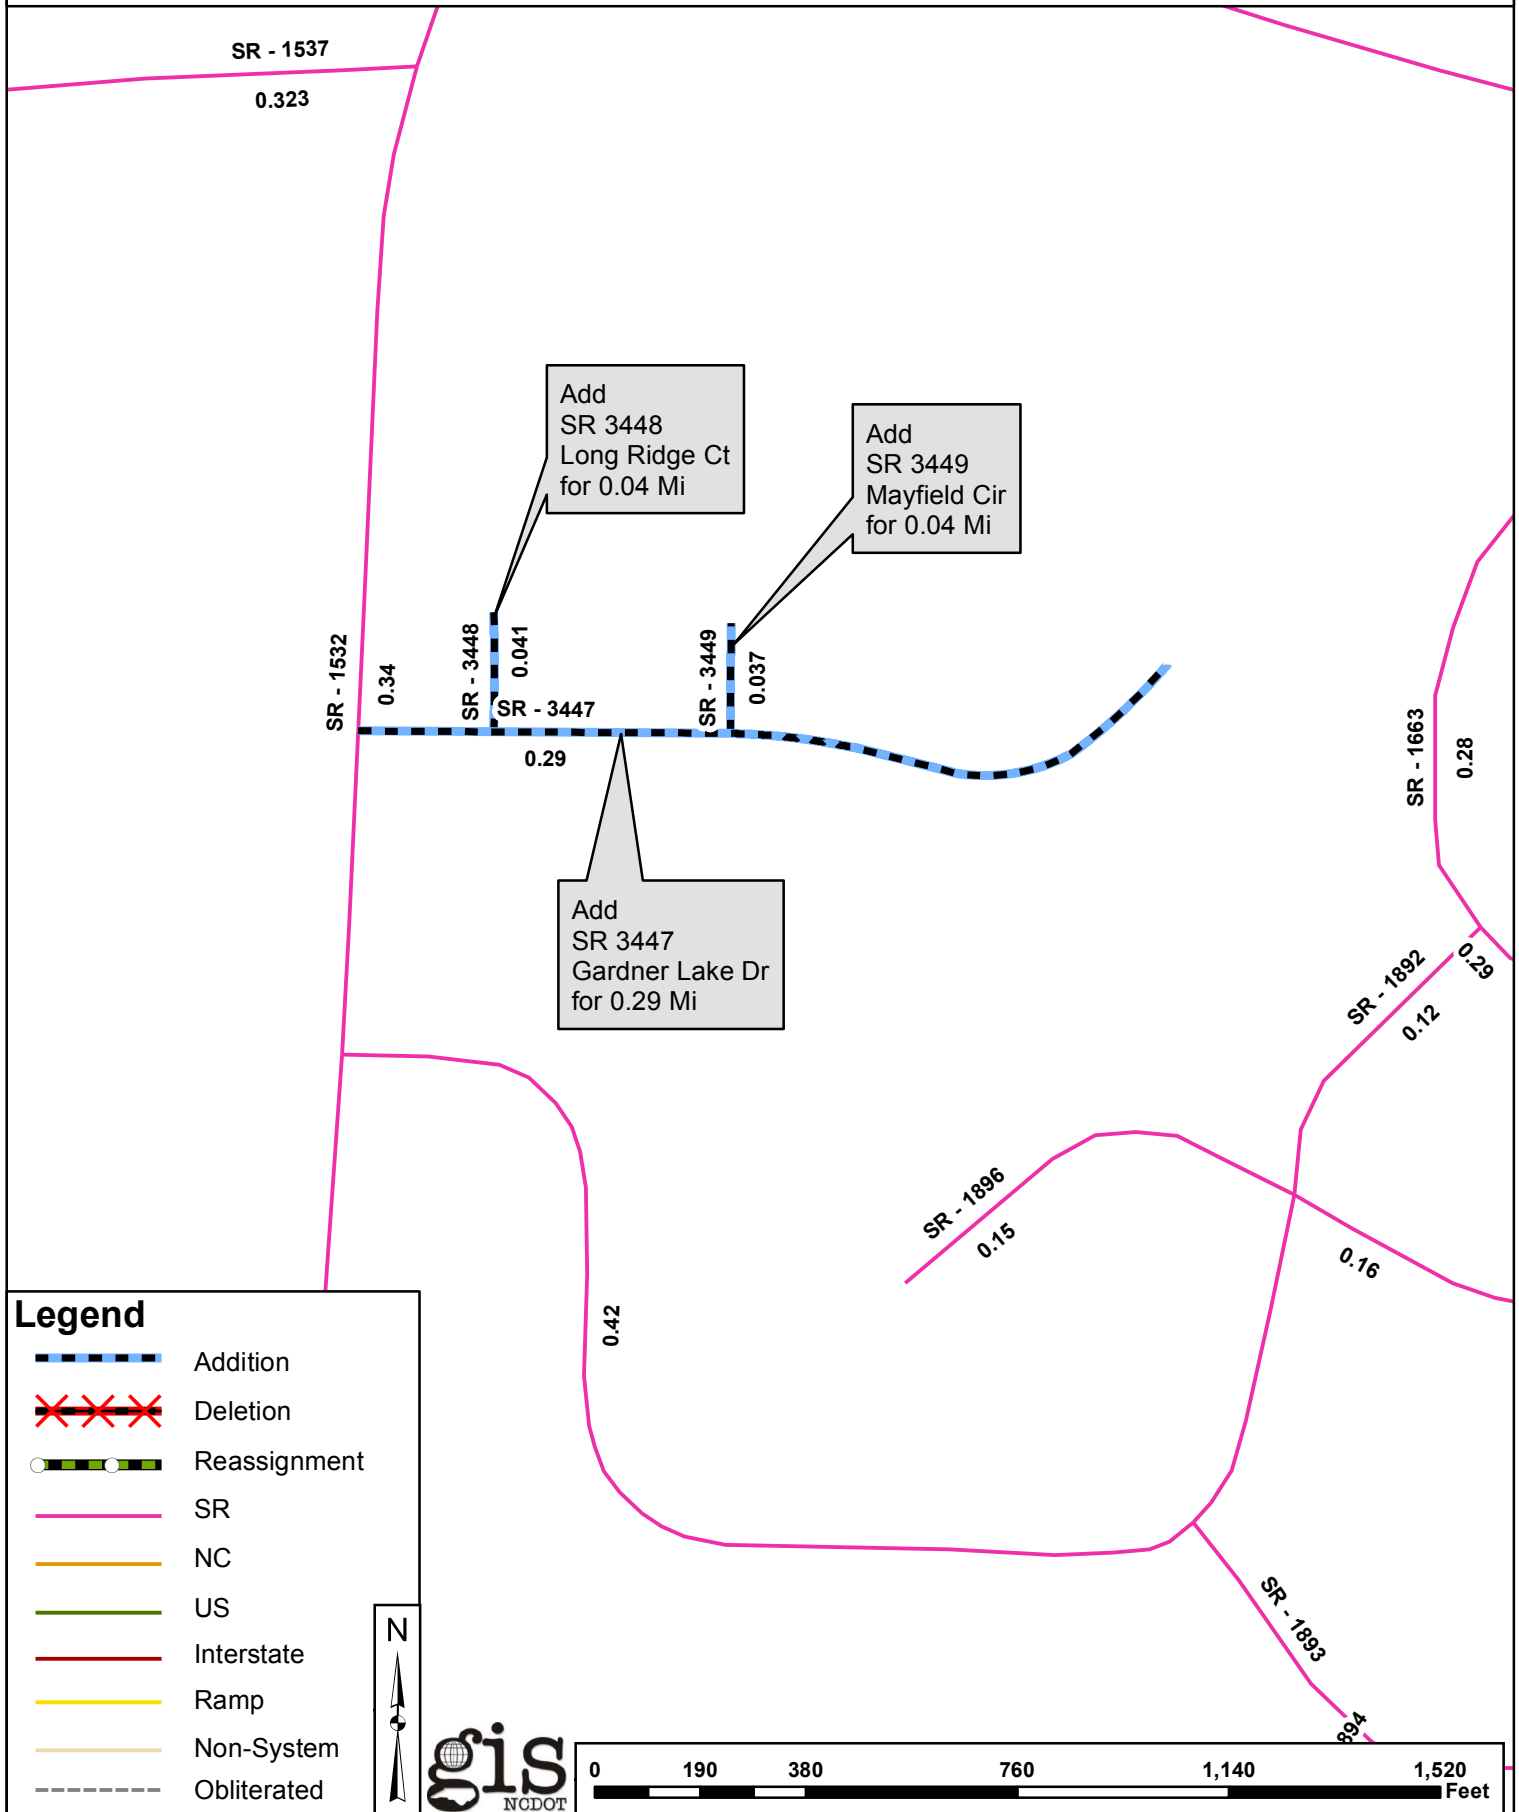 SR - 1537
0.323
Add
SR 3448
Long Ridge Ct
for 0.04 Mi
Add
SR 3449
Mayfield Cir
for 0.04 Mi
SR - 1532
0.34
SR - 3448
0.041
SR - 3449
0.037
SR - 3447
0.29
SR - 1663
0.28
Add
SR 3447
Gardner Lake Dr
for 0.29 Mi
SR - 1892
0.29
0.12
SR - 1896
0.15
0.16
0.42
SR - 1893
894
Legend
Addition
Deletion
Reassignment
SR
NC
US
Interstate
Ramp
Non-System
Obliterated
N
gis
NCDOT
0 190 380 760 1,140 1,520
Feet